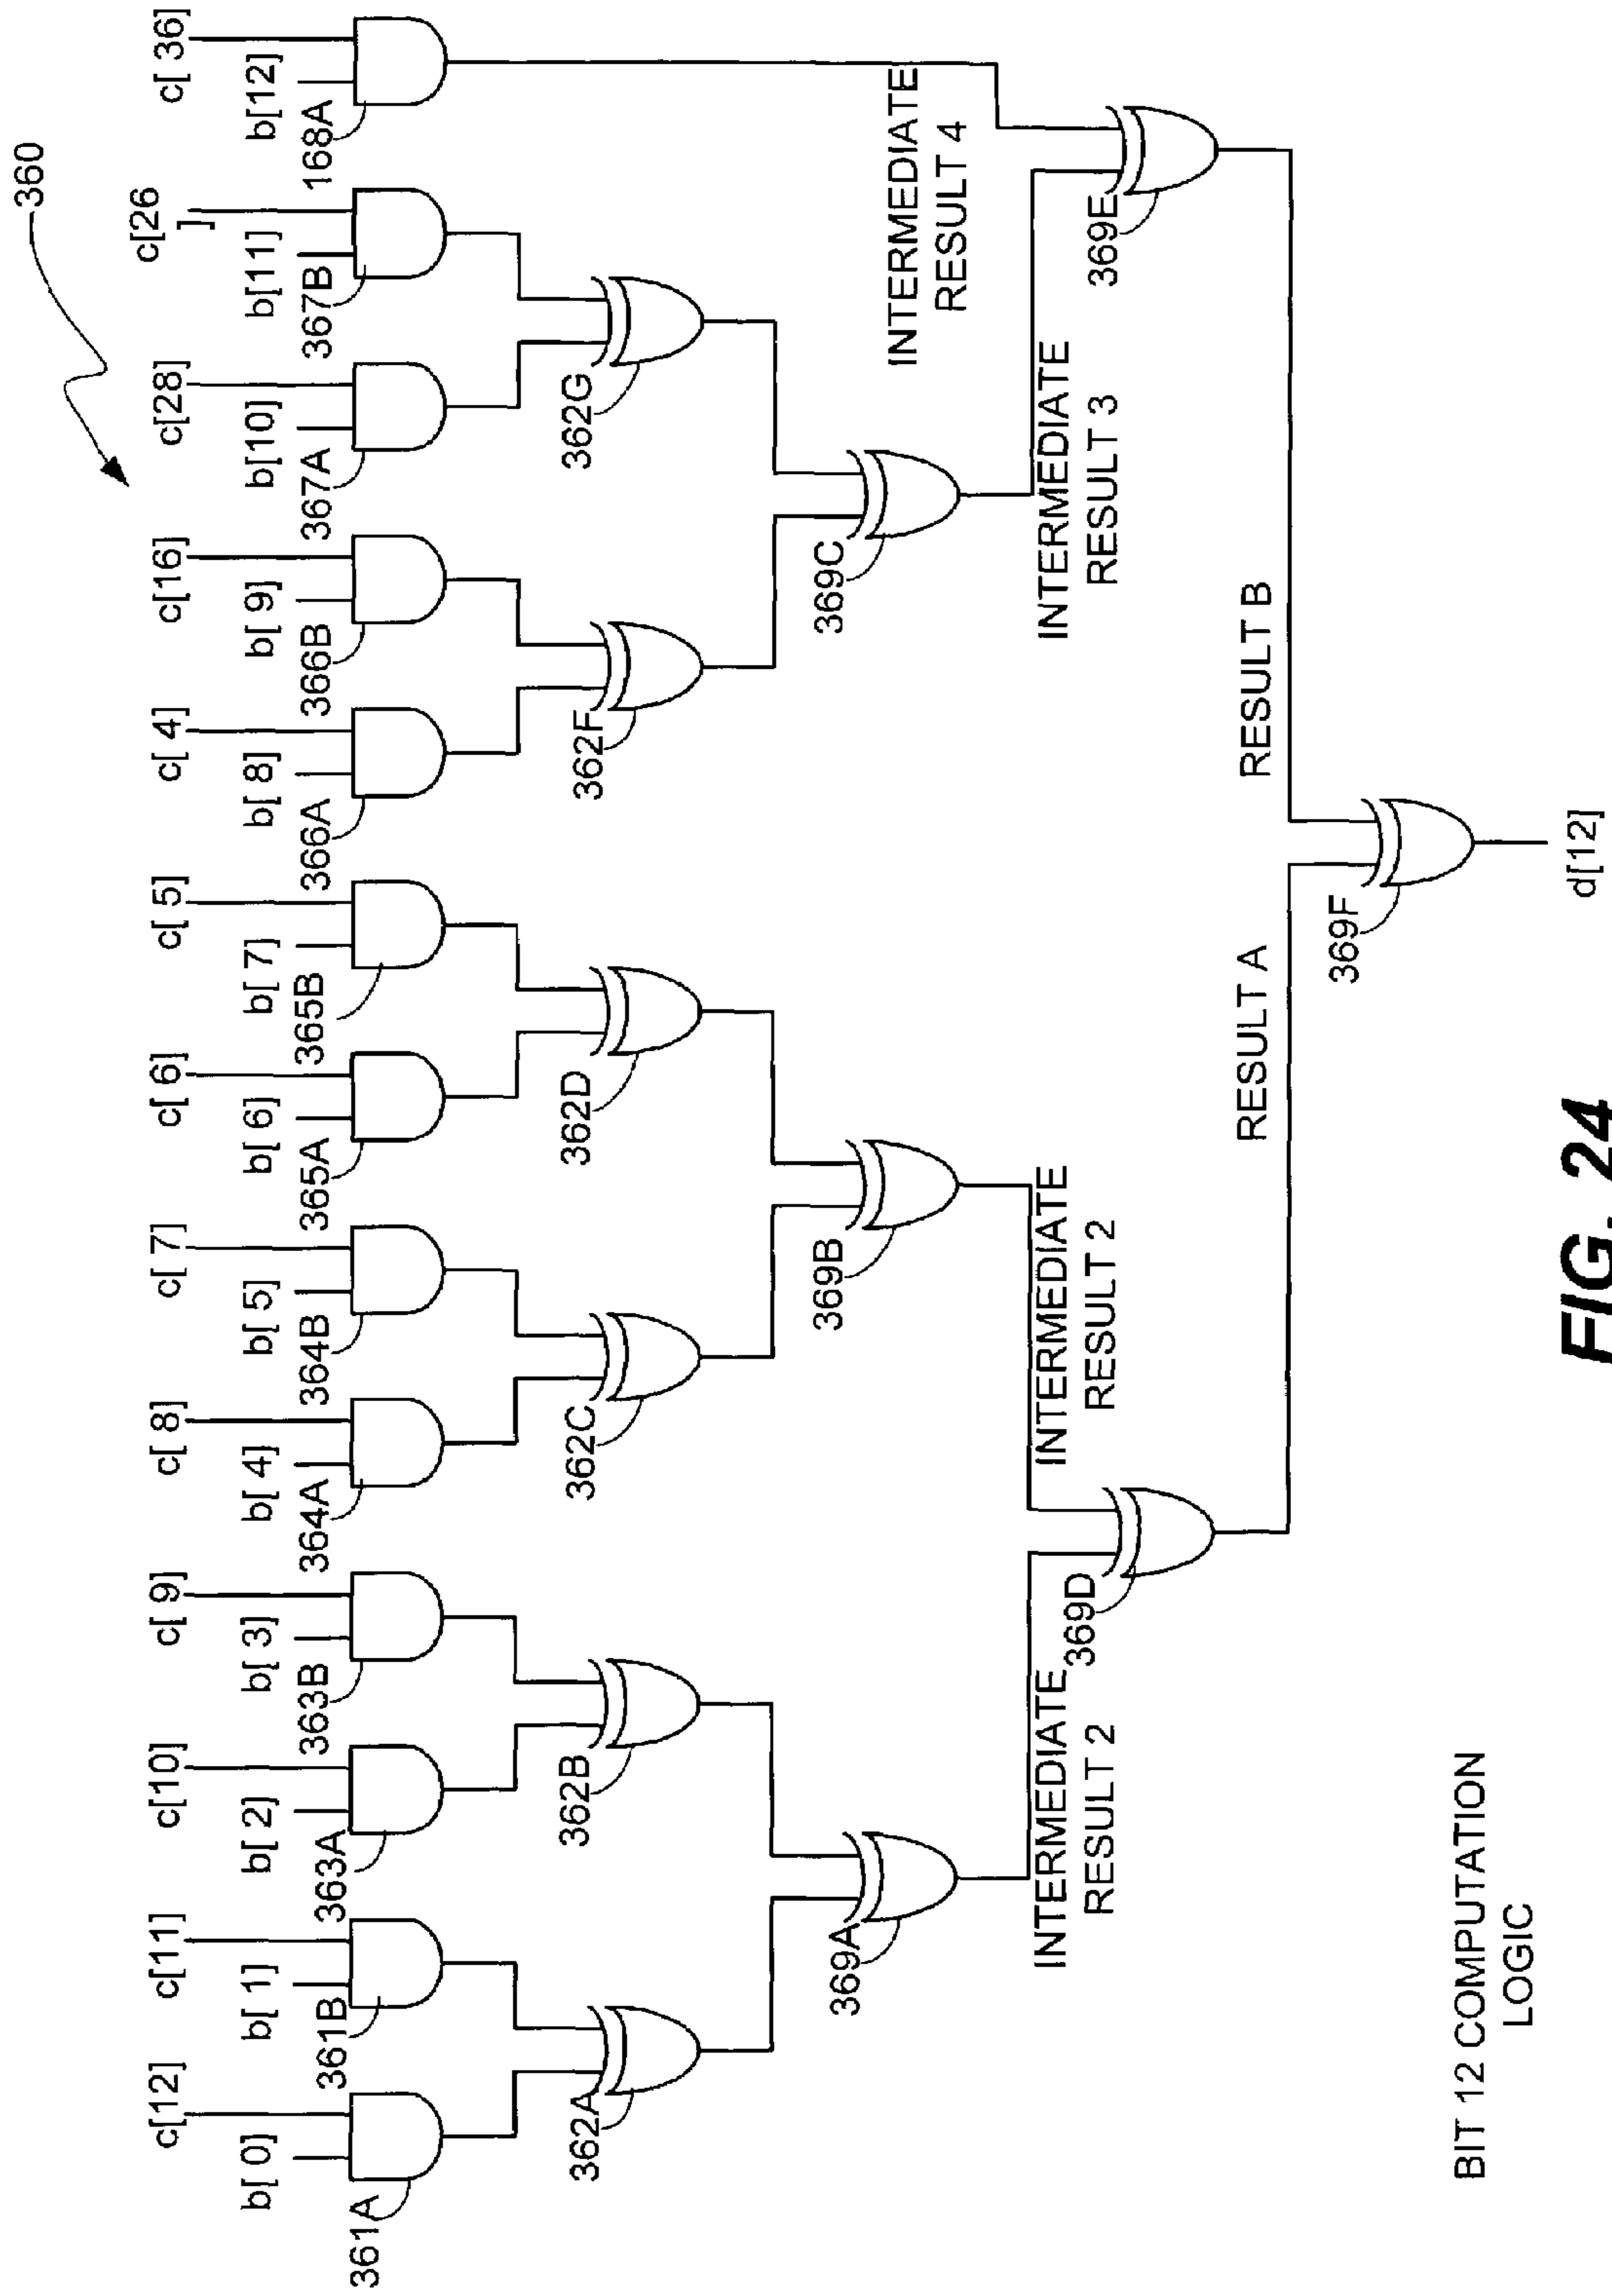 360
c[12]
c[11]
c[10]
c[ 9]
c[ 8]
c[ 7]
c[ 6]
c[ 5]
c[ 4]
c[16]
c[28]
c[26
]
c[ 36]
b[ 0]
b[ 1]
b[ 2]
b[ 3]
b[ 4]
b[ 5]
b[ 6]
b[ 7]
b[ 8]
b[ 9]
b[10]
b[11]
b[12]
361A
361B
363A
363B
364A
364B
365A
365B
366A
366B
367A
367B
168A
362A
362B
362C
362D
362F
362G
369A
369B
369C
INTERMEDIATE
RESULT 4
INTERMEDIATE
RESULT 2
INTERMEDIATE
RESULT 2
INTERMEDIATE
RESULT 3
369D
369E
RESULT A
RESULT B
369F
d[12]
BIT 12 COMPUTATION
LOGIC
FIG. 24